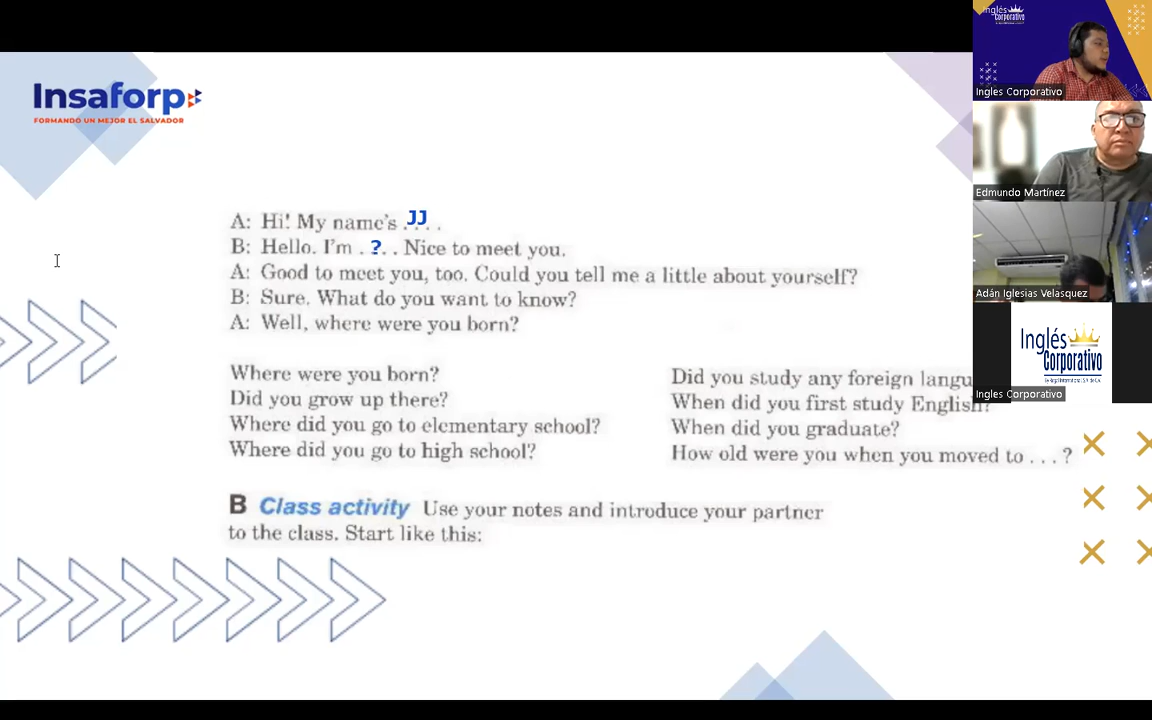 Insaforp
FORMANDO UN MEJOR EL SALVADOR
A: Hi! My name's . JJ . .
B: Hello. I'm . ? . . Nice to meet you.
A: Good to meet you, too. Could you tell me a little about yourself?
B: Sure. What do you want to know?
A: Well, where were you born?
Where were you born?
Did you grow up there?
Where did you go to elementary school?
Where did you go to high school?
Did you study any foreign langu
When did you first study English?
When did you graduate?
How old were you when you moved to . . . ?
B Class activity Use your notes and introduce your partner
to the class. Start like this:
Inglés
Corporativo
Ingles Corporativo
Edmundo Martínez
Adán Iglesias Velasquez
Inglés
Corporativo
Ingles Corporativo